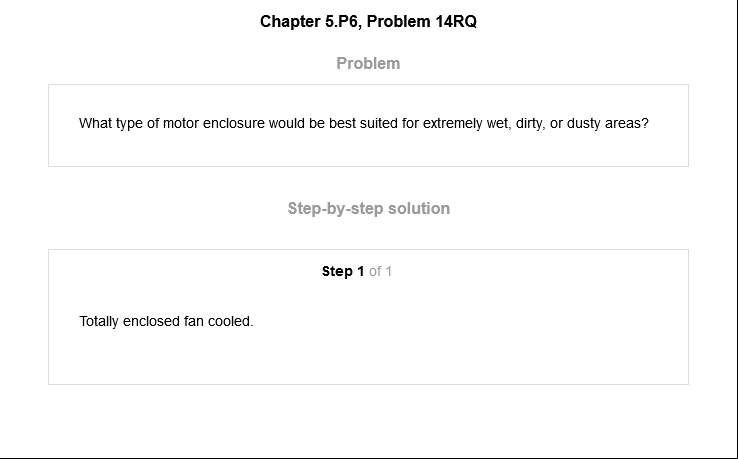 Chapter 5.P6, Problem 14RQ
Problem
What type of motor enclosure would be best suited for extremely wet, dirty, or dusty areas?
Step-by-step solution
Step 1 of 1
Totally enclosed fan cooled.